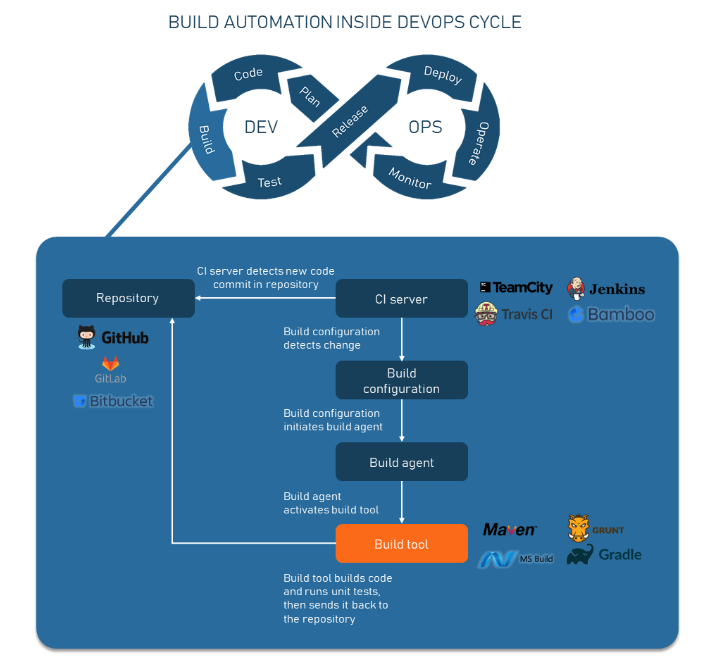 BUILD AUTOMATION INSIDE DEVOPS CYCLE
Code
Plan
Build
DEV
Test
Release
Deploy
OPS
Operate
Monitor
CI server detects new code
commit in repository
Repository
CI server
TeamCity
Jenkins
Travis CI
Bamboo
GitHub
GitLab
Bitbucket
Build configuration
detects change
Build
configuration
Build configuration
initiates build agent
Build agent
Build agent
activates build tool
Build tool
Maven
GRUNT
MS Build
Gradle
Build tool builds code
and runs unit tests,
then sends it back to
the repository